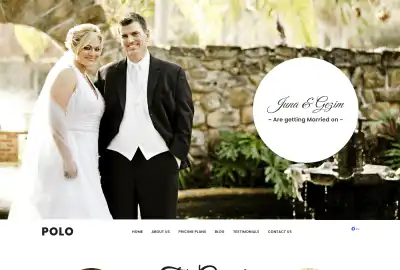 Juna & Gezim
~ Are getting Married on ~
POLO
HOME ABOUT US PRICING PLANS BLOG TESTIMONIALS CONTACT US